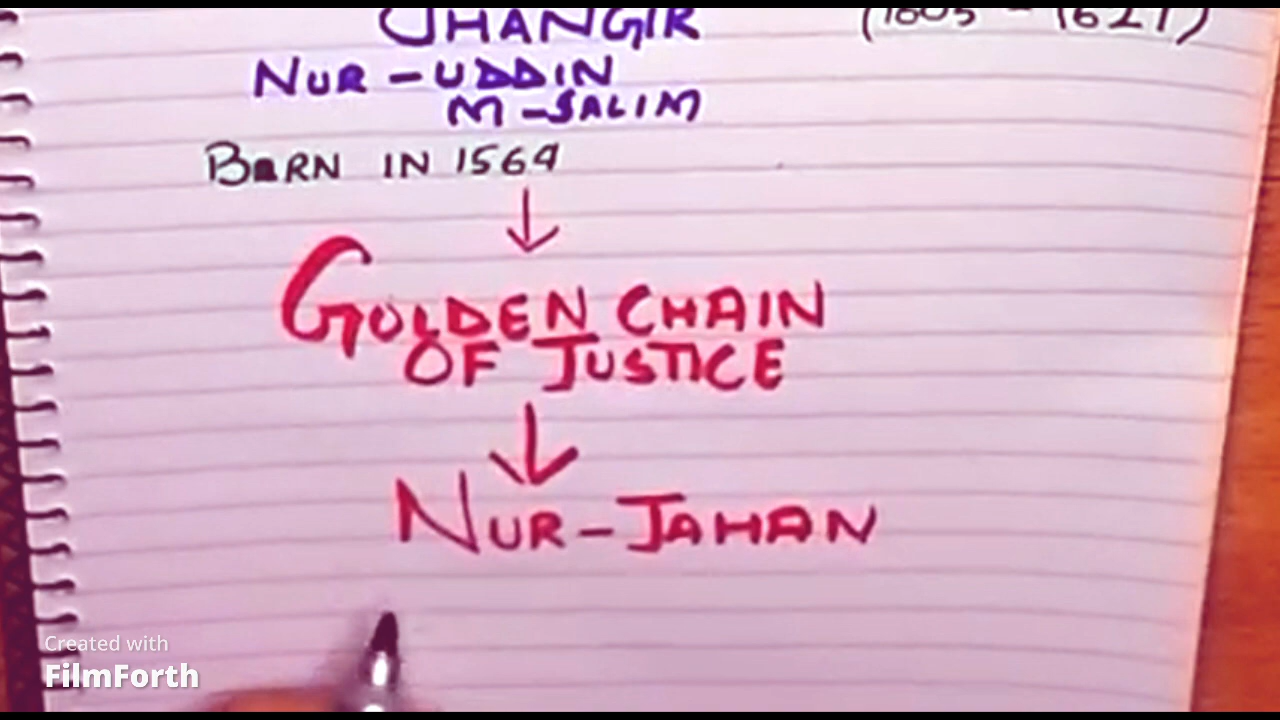 JHANGIR (1605 - 1627)
NUR - UDDIN
M - SALIM
BORN IN 1569
GOLDEN CHAIN
OF JUSTICE
NUR - JAHAN
Created with
FilmForth